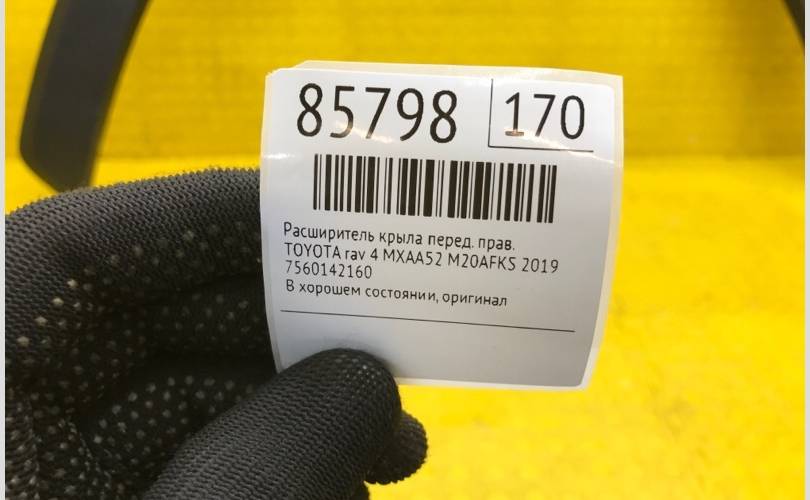 85798 170
Расширитель крыла перед. прав.
TOYOTA rav 4 MXAA52 M20AFKS 2019
7560142160
В хорошем состоянии, оригинал